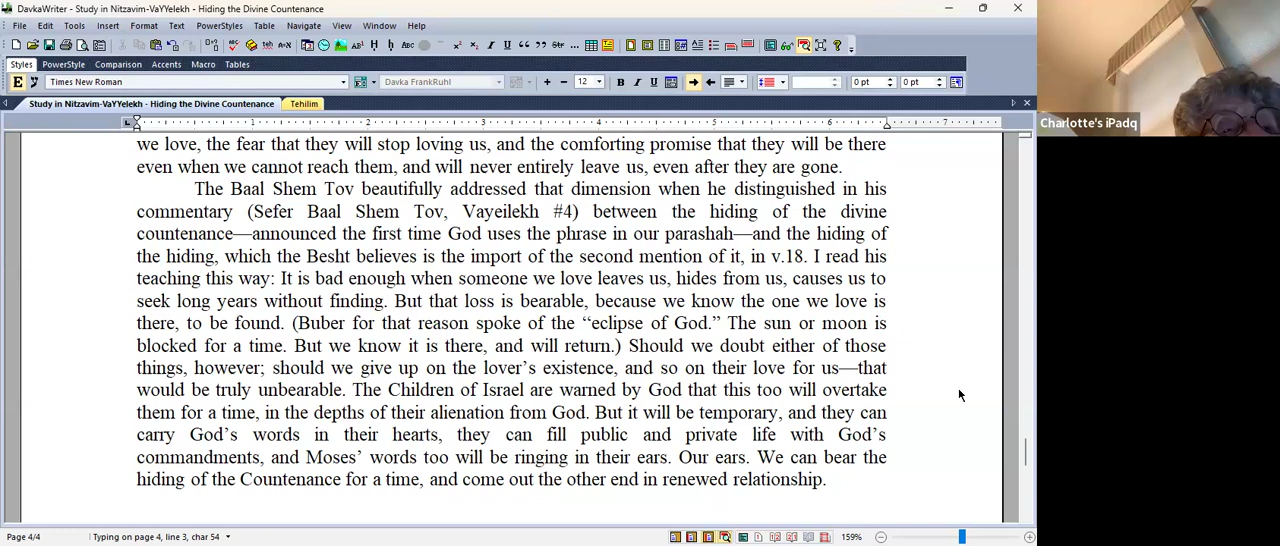 DavkaWriter - Study in Nitzavim-VaYYelekh - Hiding the Divine Countenance
File Edit Tools Insert Format Text PowerStyles Table Navigate View Window Help
Styles PowerStyle Comparison Accents Macro Tables
Times New Roman Davka FrankRuhl 12 B I U 0 pt 0 pt
Study in Nitzavim-VaYYelekh - Hiding the Divine Countenance Tehilim
1 2 3 4 5 6 7
we love, the fear that they will stop loving us, and the comforting promise that they will be there
even when we cannot reach them, and will never entirely leave us, even after they are gone.
The Baal Shem Tov beautifully addressed that dimension when he distinguished in his
commentary (Sefer Baal Shem Tov, Vayeilekh #4) between the hiding of the divine
countenance—announced the first time God uses the phrase in our parashah—and the hiding of
the hiding, which the Besht believes is the import of the second mention of it, in v.18. I read his
teaching this way: It is bad enough when someone we love leaves us, hides from us, causes us to
seek long years without finding. But that loss is bearable, because we know the one we love is
there, to be found. (Buber for that reason spoke of the “eclipse of God.” The sun or moon is
blocked for a time. But we know it is there, and will return.) Should we doubt either of those
things, however; should we give up on the lover’s existence, and so on their love for us—that
would be truly unbearable. The Children of Israel are warned by God that this too will overtake
them for a time, in the depths of their alienation from God. But it will be temporary, and they can
carry God’s words in their hearts, they can fill public and private life with God’s
commandments, and Moses’ words too will be ringing in their ears. Our ears. We can bear the
hiding of the Countenance for a time, and come out the other end in renewed relationship.
Page 4/4 Typing on page 4, line 3, char 54 159%
Charlotte's iPadq